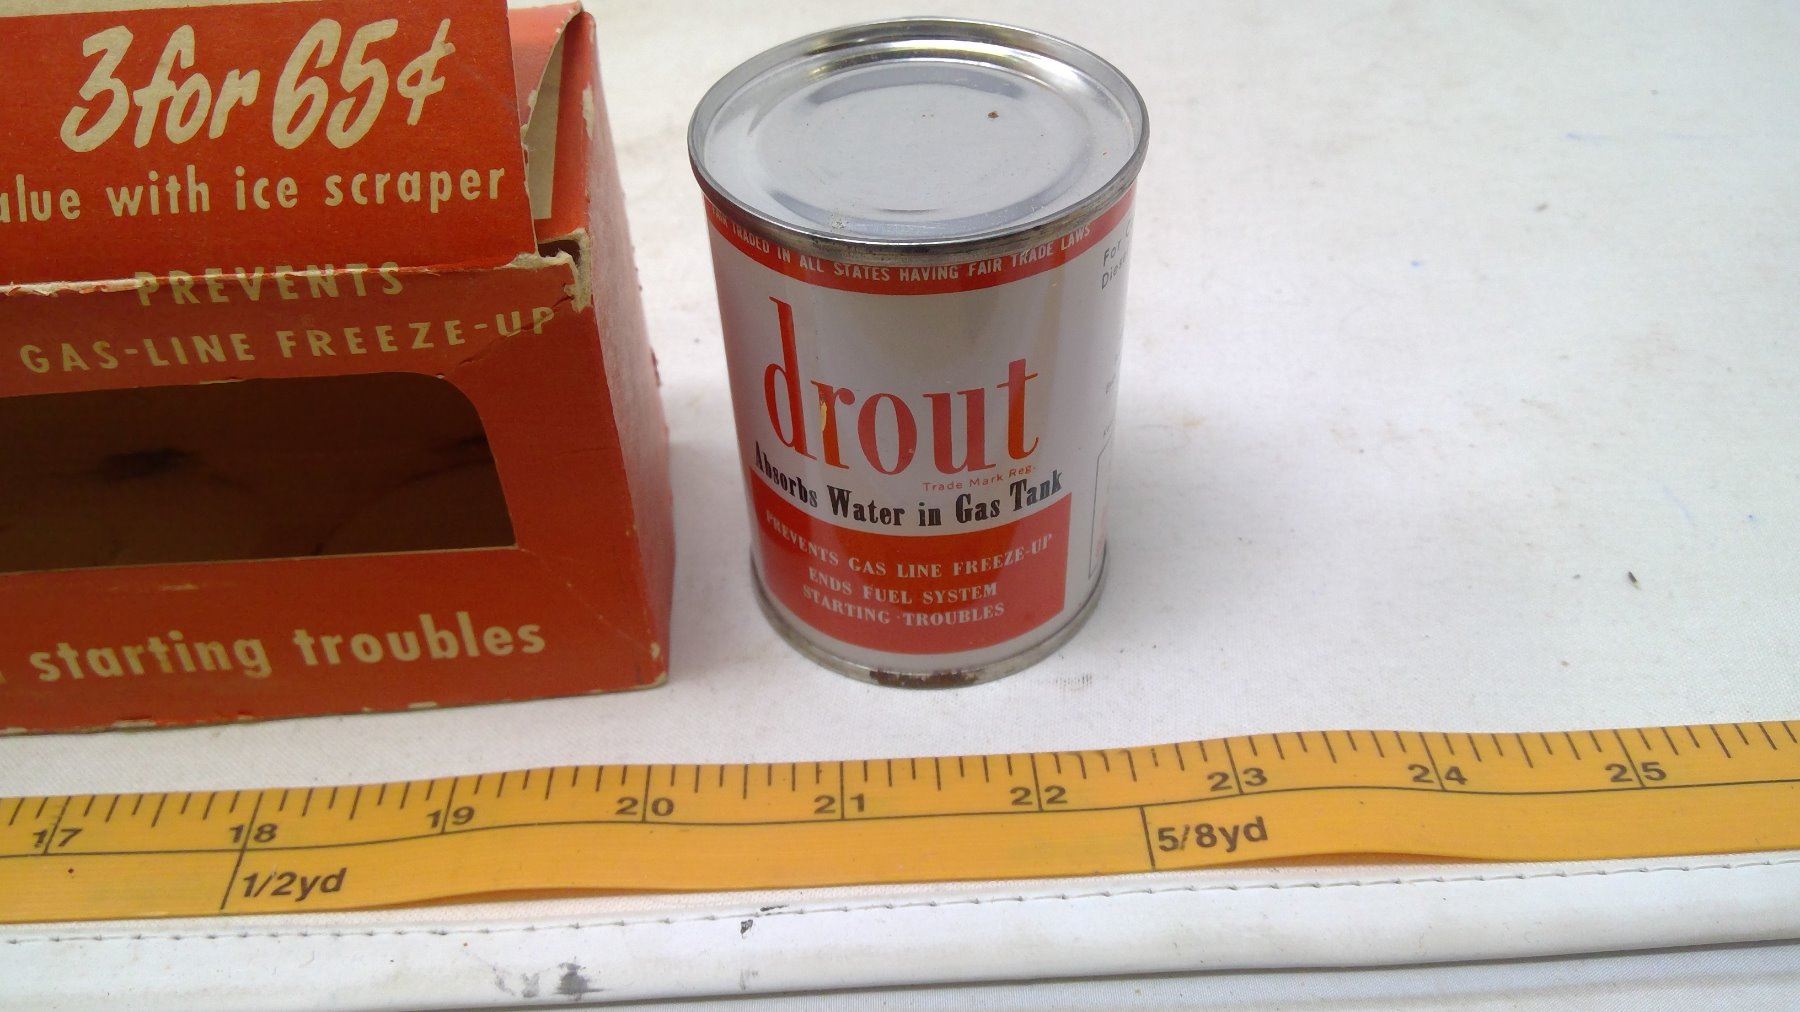 3 for 65¢
with ice scraper
PREVENTS
GAS-LINE FREEZE-UP
starting troubles
TRADED IN ALL STATES HAVING FAIR TRADE LAWS
drout
Trade Mark Reg.
Absorbs Water in Gas Tank
PREVENTS GAS LINE FREEZE-UP
ENDS FUEL SYSTEM
STARTING TROUBLES
For
17 18 19 20 21 22 23 24 25
1/2yd 5/8yd